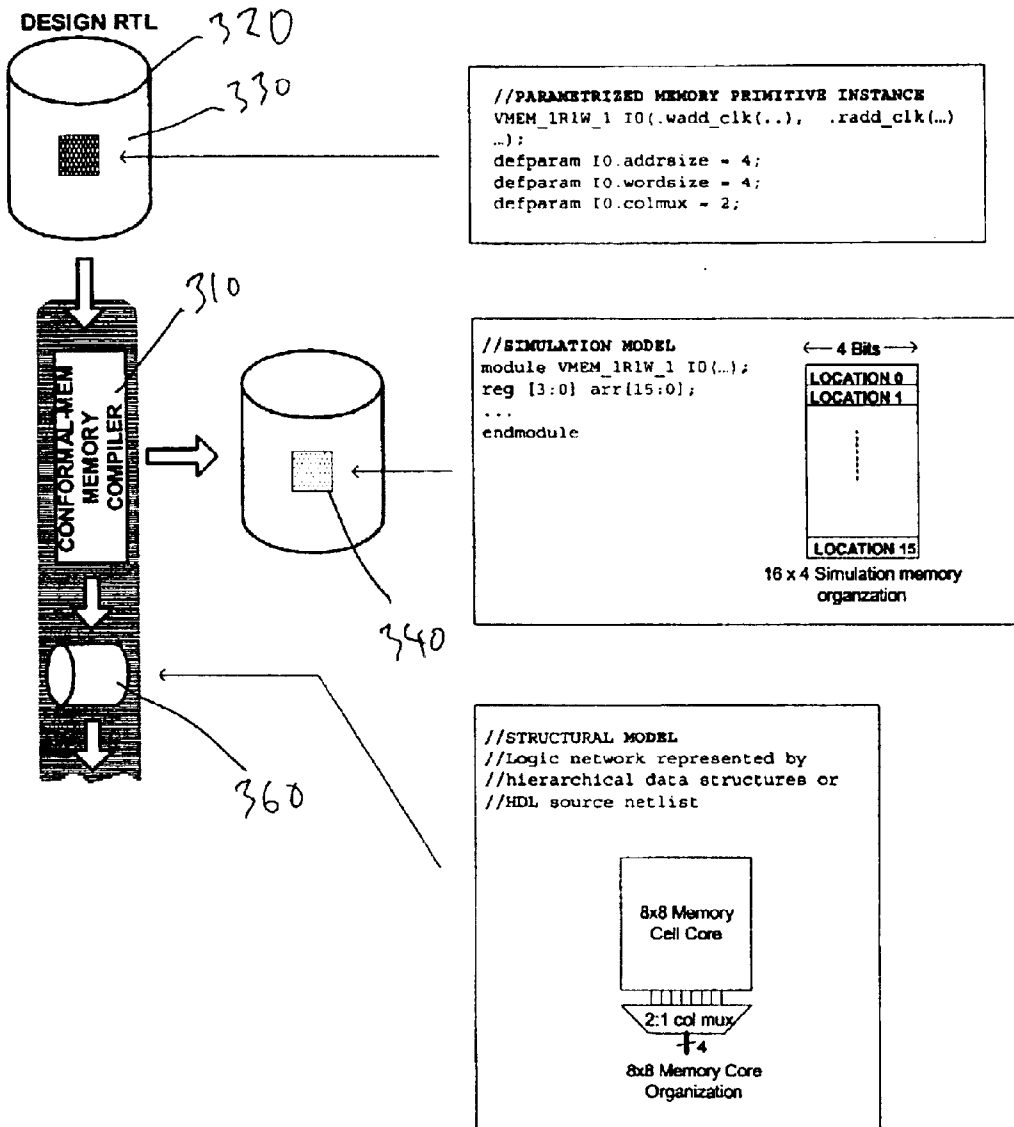 DESIGN RTL
320
330
//PARAMETRIZED MEMORY PRIMITIVE INSTANCE
VMEM_1R1W_1 I0(.wadd_clk(..), .radd_clk(…)
…);
defparam I0.addrsize = 4;
defparam I0.wordsize = 4;
defparam I0.colmux = 2;
310
CONFORMAL-MEM
MEMORY
COMPILER
//SIMULATION MODEL
module VMEM_1R1W_1 I0(…);
reg [3:0] arr[15:0];
...
endmodule
4 Bits
LOCATION 0
LOCATION 1
LOCATION 15
16 x 4 Simulation memory
organzation
340
360
//STRUCTURAL MODEL
//Logic network represented by
//hierarchical data structures or
//HDL source netlist
8x8 Memory
Cell Core
2:1 col mux
4
8x8 Memory Core
Organization